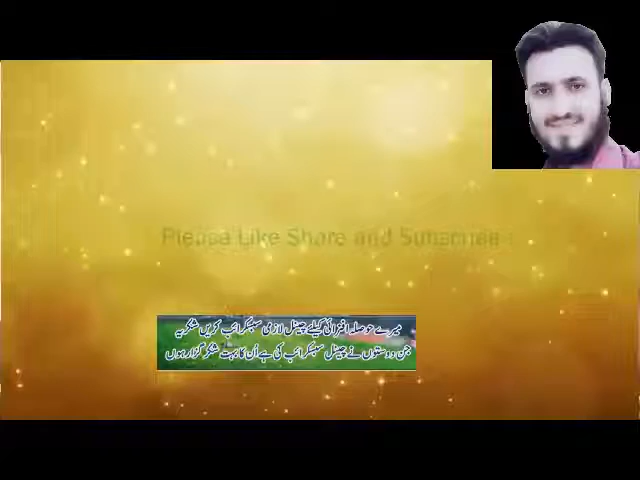 Please Like Share and Subscribe
میرے حوصلہ افزائی کیلئے چینل لازمی سبسکرائب کریں شکریہ
جن دوستوں نے چینل سبسکرائب کی ہے اُن کا بہت شکر گزار ہوں